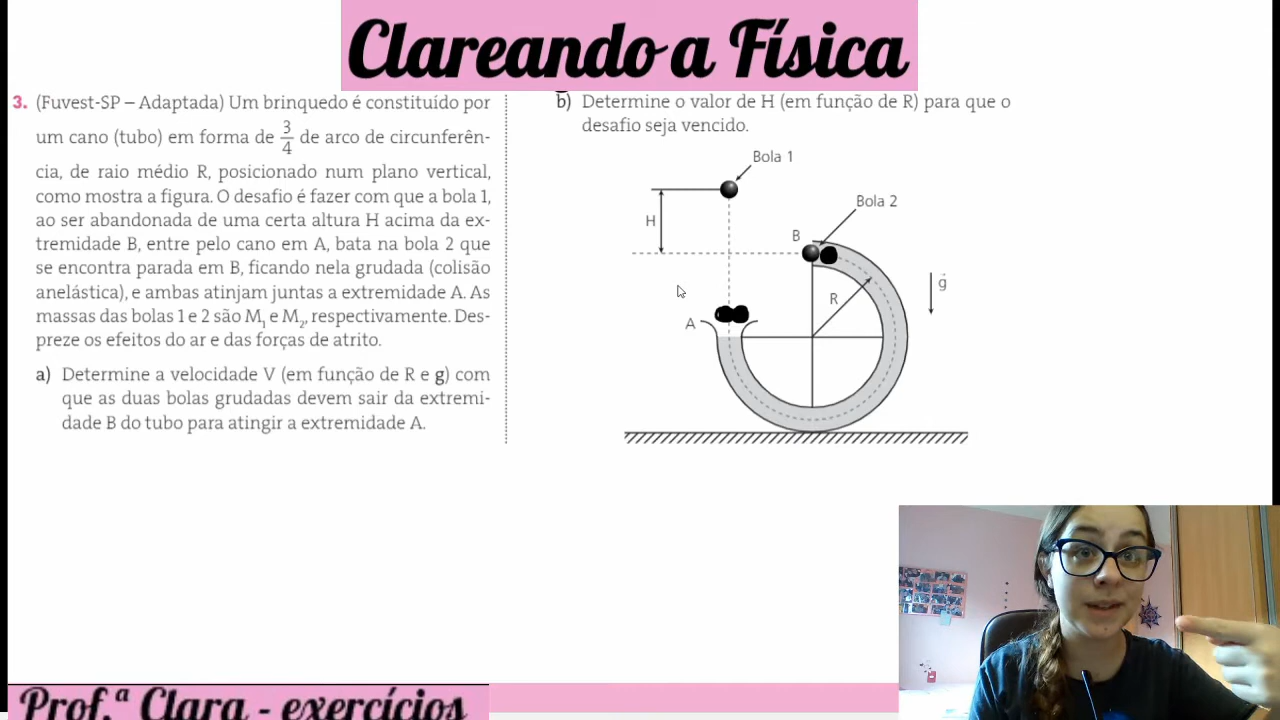 Clareando a Física
3. (Fuvest-SP – Adaptada) Um brinquedo é constituído por
um cano (tubo) em forma de 3/4 de arco de circunferên-
cia, de raio médio R, posicionado num plano vertical,
como mostra a figura. O desafio é fazer com que a bola 1,
ao ser abandonada de uma certa altura H acima da ex-
tremidade B, entre pelo cano em A, bata na bola 2 que
se encontra parada em B, ficando nela grudada (colisão
anelástica), e ambas atinjam juntas a extremidade A. As
massas das bolas 1 e 2 são M₁ e M₂, respectivamente. Des-
preze os efeitos do ar e das forças de atrito.
a) Determine a velocidade V (em função de R e g) com
que as duas bolas grudadas devem sair da extremi-
dade B do tubo para atingir a extremidade A.
b) Determine o valor de H (em função de R) para que o
desafio seja vencido.
Bola 1
H
Bola 2
B
g
R
A
Prof.ª Clara - exercícios